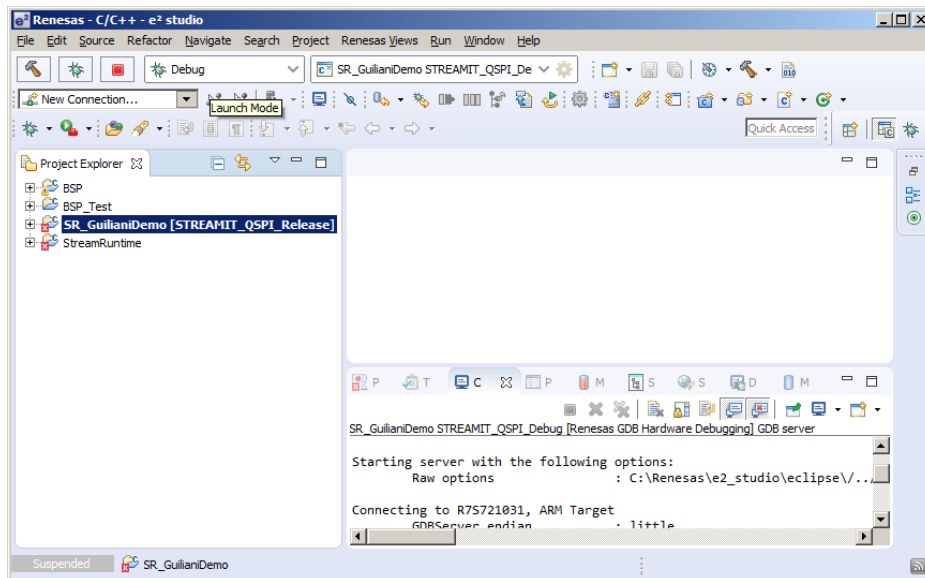 Renesas - C/C++ - e² studio
File Edit Source Refactor Navigate Search Project Renesas Views Run Window Help
Debug SR_GuilianiDemo STREAMIT_QSPI_De
New Connection...
Launch Mode
Quick Access
Project Explorer
BSP
BSP_Test
SR_GuilianiDemo [STREAMIT_QSPI_Release]
StreamRuntime
P T C P M S S D M
SR_GuilianiDemo STREAMIT_QSPI_Debug [Renesas GDB Hardware Debugging] GDB server
Starting server with the following options:
Raw options : C:\Renesas\e2_studio\eclipse\/../
Connecting to R7S721031, ARM Target
GDBServer endian : little
Suspended SR_GuilianiDemo